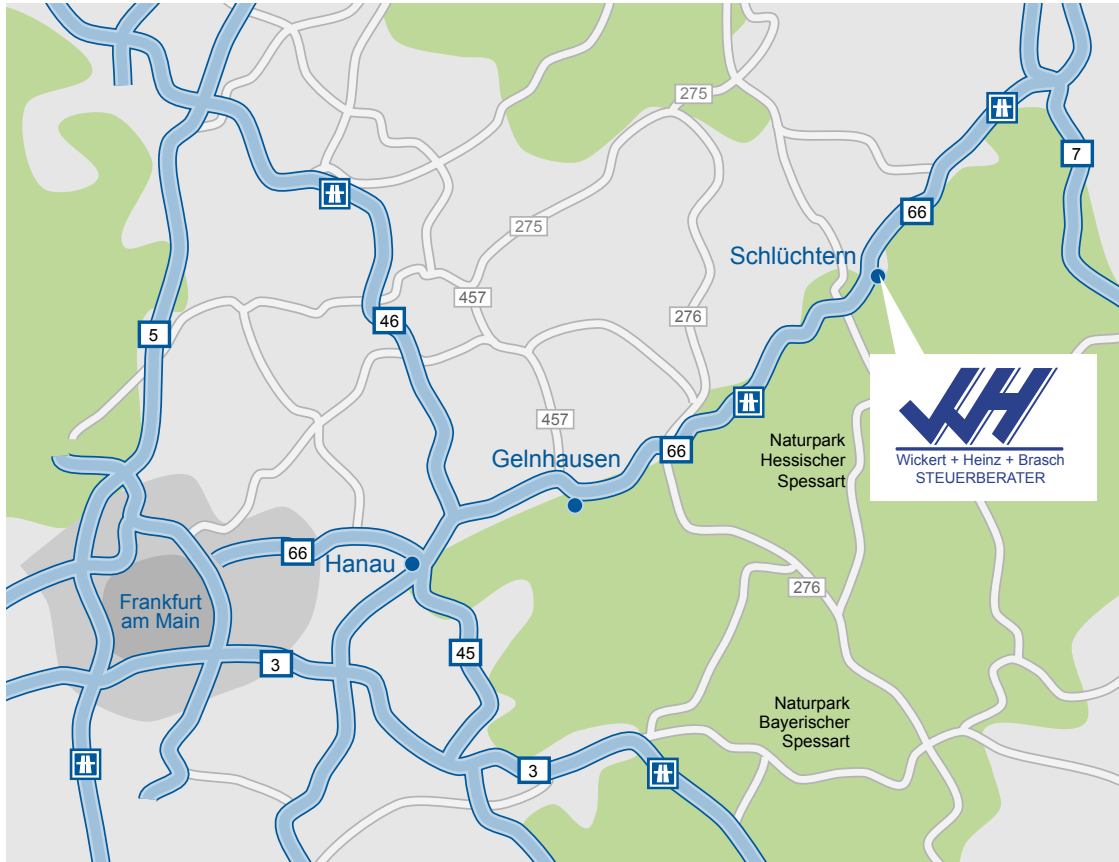 275
7
66
275
Schlüchtern
457
276
46
5
457
66
Gelnhausen
Naturpark
Hessischer
Spessart
Wickert + Heinz + Brasch
STEUERBERATER
66
Hanau
276
Frankfurt
am Main
45
3
Naturpark
Bayerischer
Spessart
3